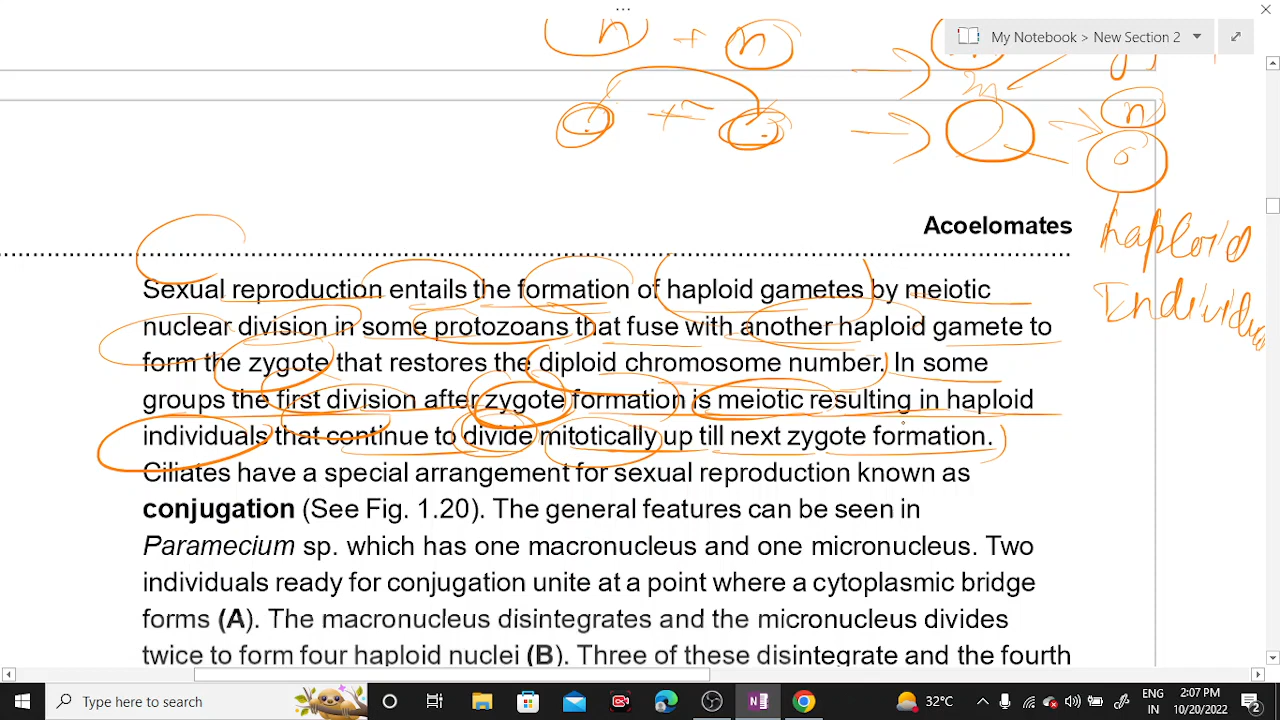 ...
n + n
My Notebook > New Section 2
n
Acoelomates
haploid
Sexual reproduction entails the formation of haploid gametes by meiotic
nuclear division in some protozoans that fuse with another haploid gamete to
form the zygote that restores the diploid chromosome number. In some
groups the first division after zygote formation is meiotic resulting in haploid
individuals that continue to divide mitotically up till next zygote formation.
Ciliates have a special arrangement for sexual reproduction known as
conjugation (See Fig. 1.20). The general features can be seen in
Paramecium sp. which has one macronucleus and one micronucleus. Two
individuals ready for conjugation unite at a point where a cytoplasmic bridge
forms (A). The macronucleus disintegrates and the micronucleus divides
twice to form four haploid nuclei (B). Three of these disintegrate and the fourth
Type here to search
32°C
ENG
IN
2:07 PM
10/20/2022
2